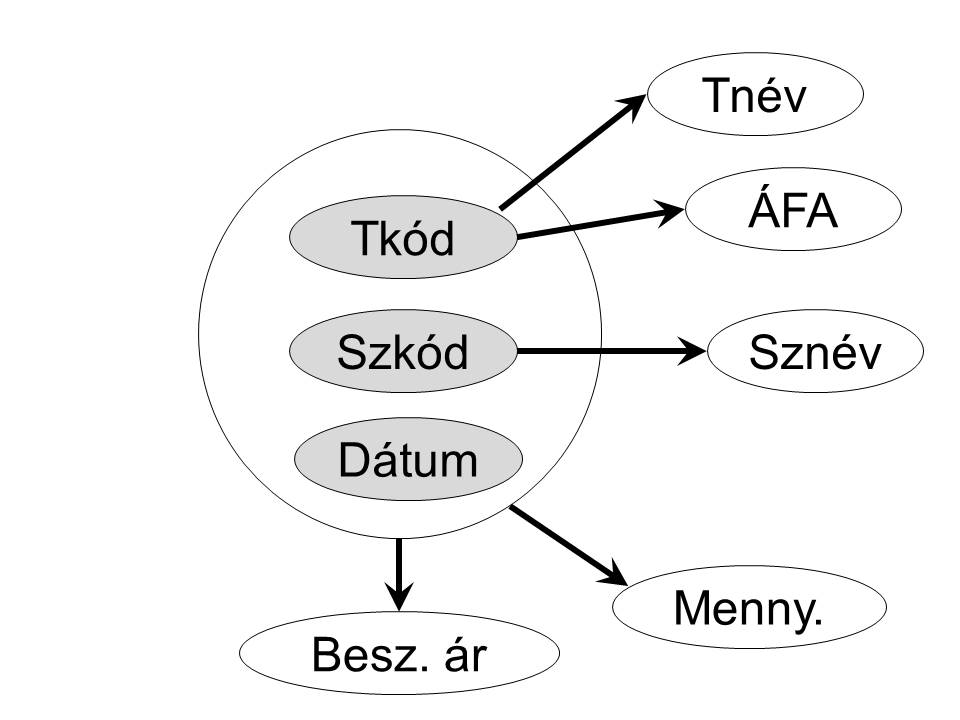 Tnév
ÁFA
Tkód
Szkód
Sznév
Dátum
Menny.
Besz. ár